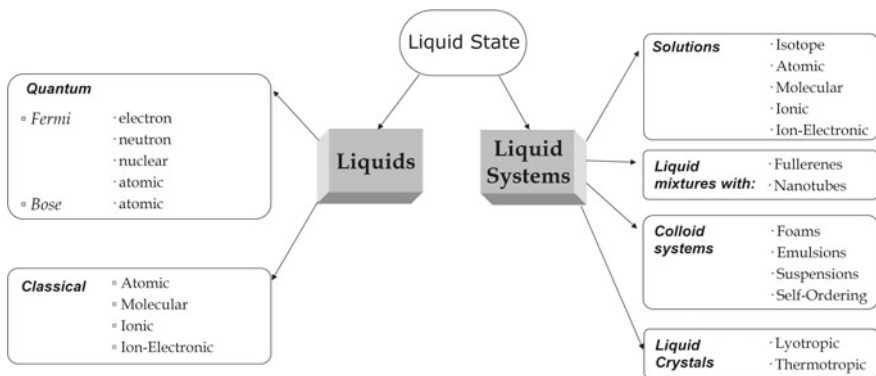 Liquid State
Quantum
▫ Fermi · electron
· neutron
· nuclear
· atomic
▫ Bose · atomic
Liquids
Classical ▫ Atomic
▫ Molecular
▫ Ionic
▫ Ion-Electronic
Liquid
Systems
Solutions · Isotope
· Atomic
· Molecular
· Ionic
· Ion-Electronic
Liquid · Fullerenes
mixtures with: · Nanotubes
Colloid · Foams
systems · Emulsions
· Suspensions
· Self-Ordering
Liquid · Lyotropic
Crystals · Thermotropic